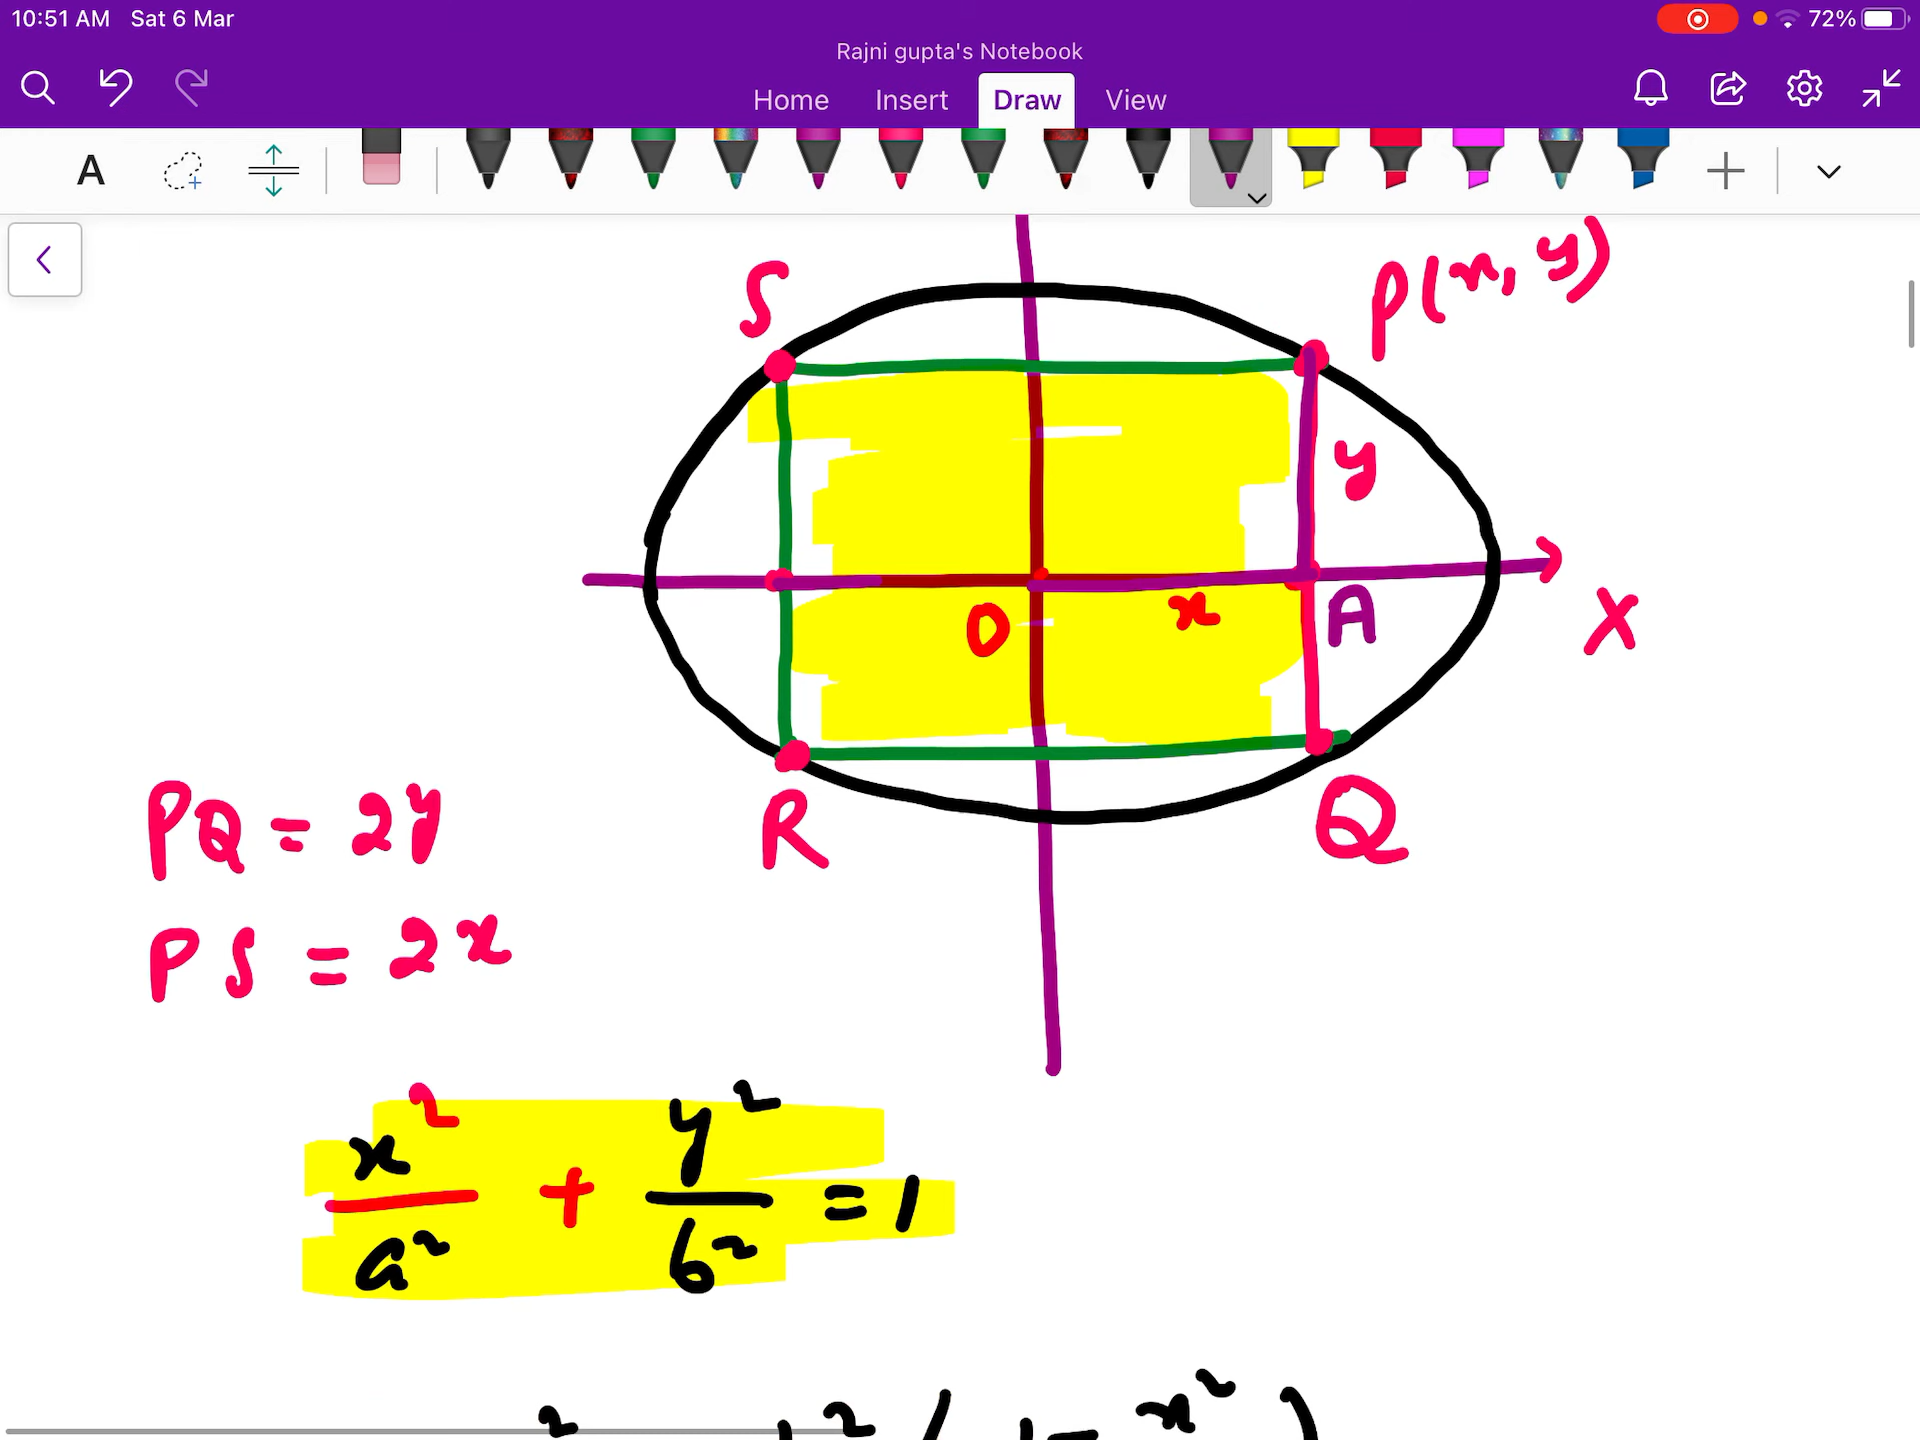 10:51 AM Sat 6 Mar
72%
Rajni gupta's Notebook
Home Insert Draw View
A
S
P(x, y)
y
O
x
A
X
R
Q
PQ = 2y
PS = 2x
x²/a² + y²/b² = 1